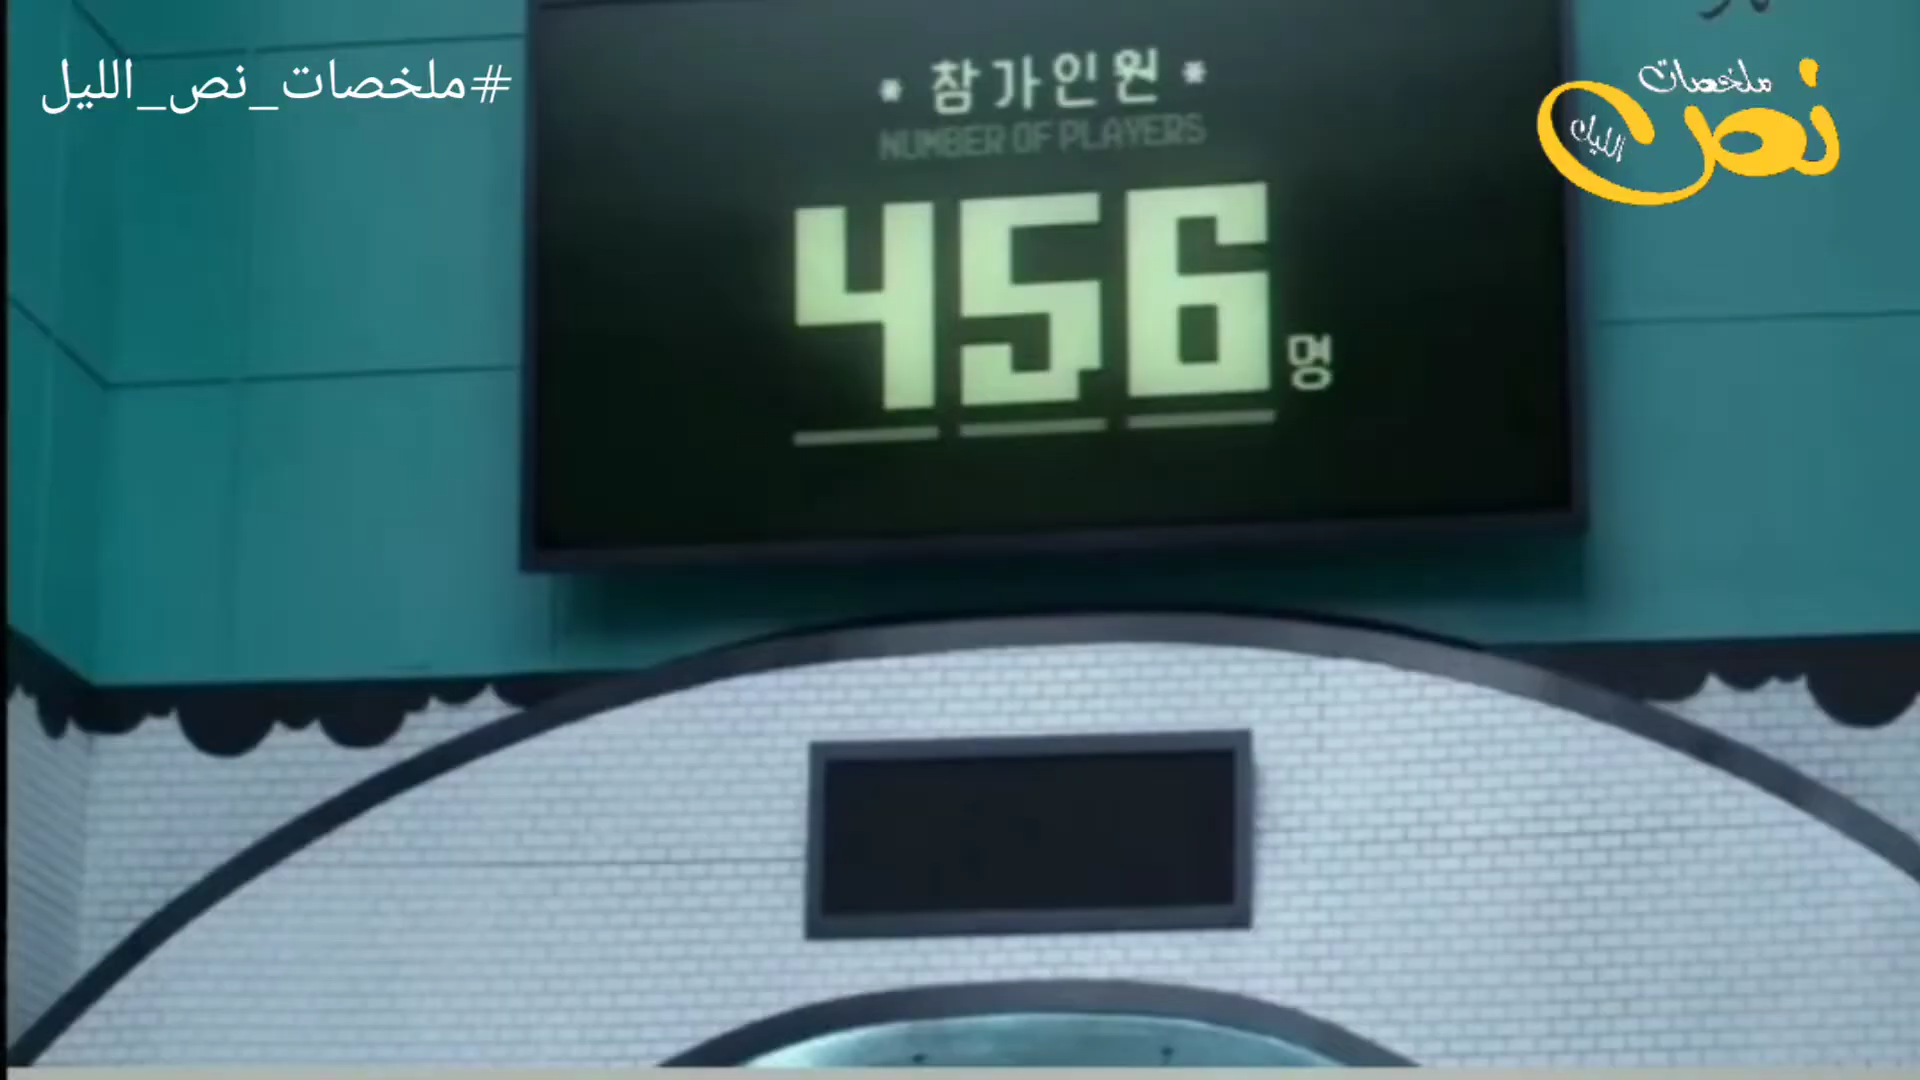 #ملخصات_نص_الليل
ملخصات
نص
الليل
* 참가인원 *
NUMBER OF PLAYERS
456명